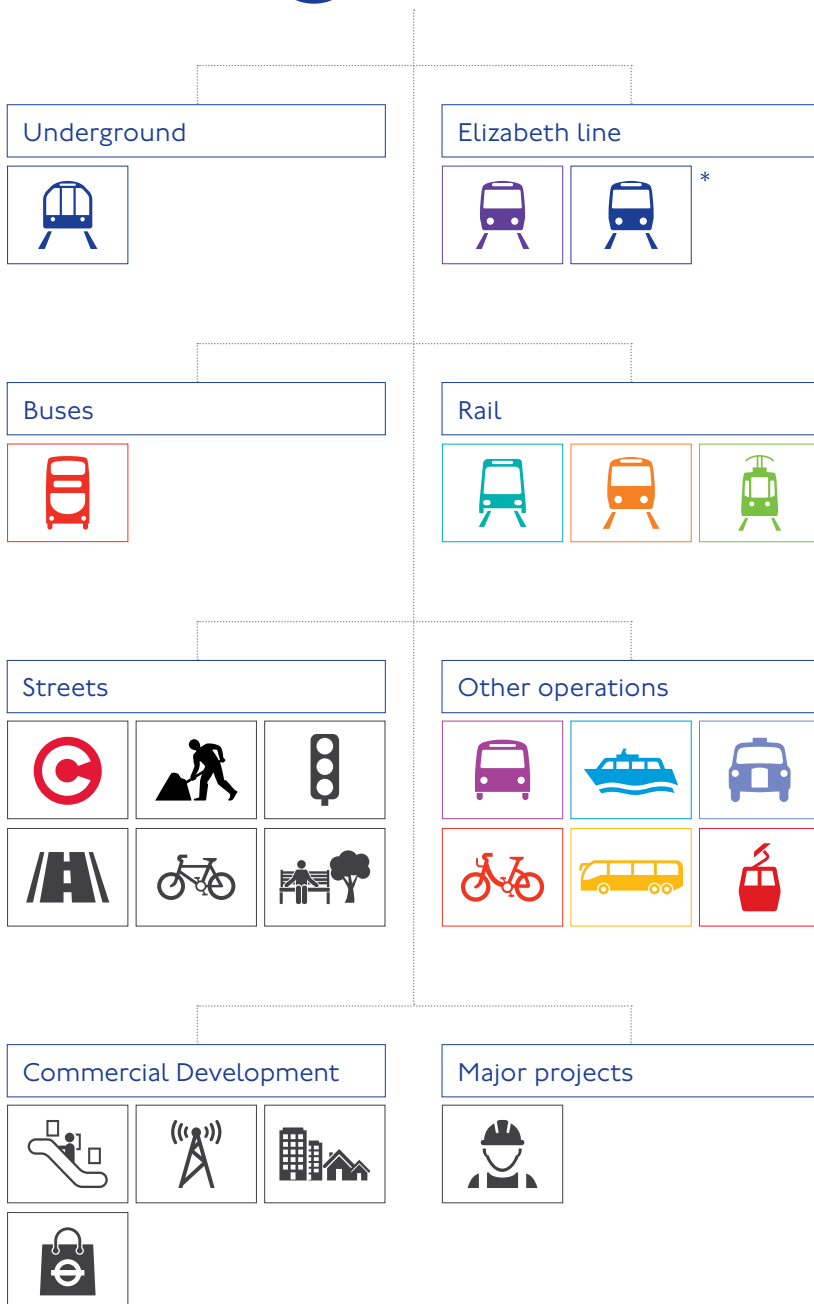 Underground
Elizabeth line
*
Buses
Rail
Streets
Other operations
Commercial Development
Major projects